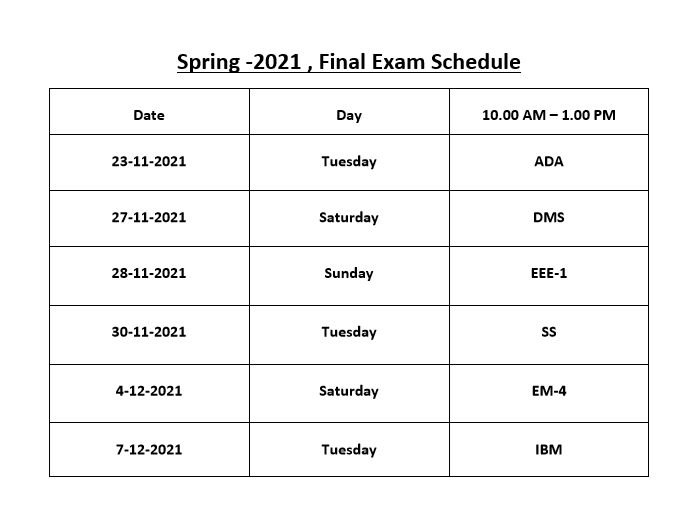 Spring -2021 , Final Exam Schedule
Date Day 10.00 AM – 1.00 PM
23-11-2021 Tuesday ADA
27-11-2021 Saturday DMS
28-11-2021 Sunday EEE-1
30-11-2021 Tuesday SS
4-12-2021 Saturday EM-4
7-12-2021 Tuesday IBM